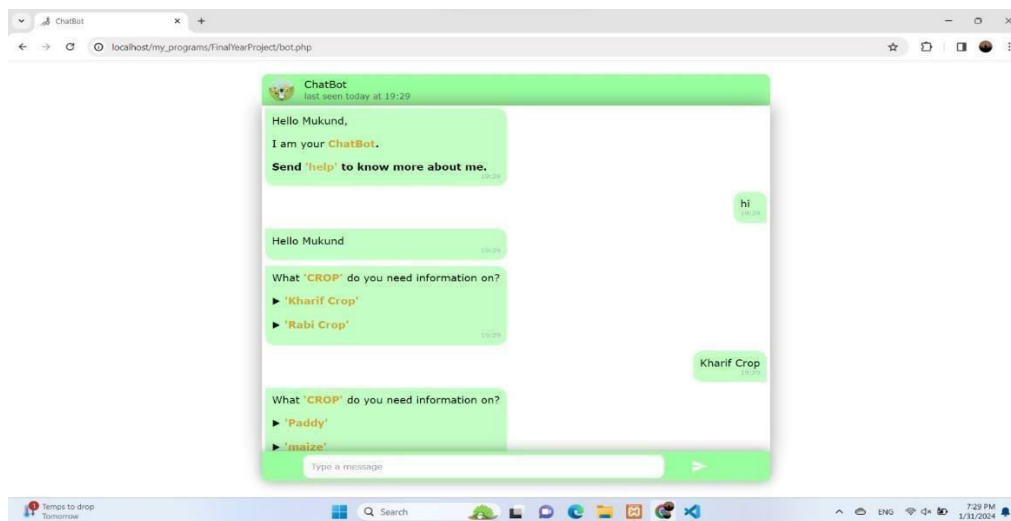 ChatBot
localhost/my_programs/FinalYearProject/bot.php
ChatBot
last seen today at 19:29
Hello Mukund,
I am your ChatBot.
Send 'help' to know more about me.
19:29
hi
19:29
Hello Mukund
19:29
What 'CROP' do you need information on?
► 'Kharif Crop'
► 'Rabi Crop'
19:29
Kharif Crop
19:29
What 'CROP' do you need information on?
► 'Paddy'
► 'maize'
Type a message
Temps to drop
Tomorrow
Search
ENG
7:29 PM
1/31/2024